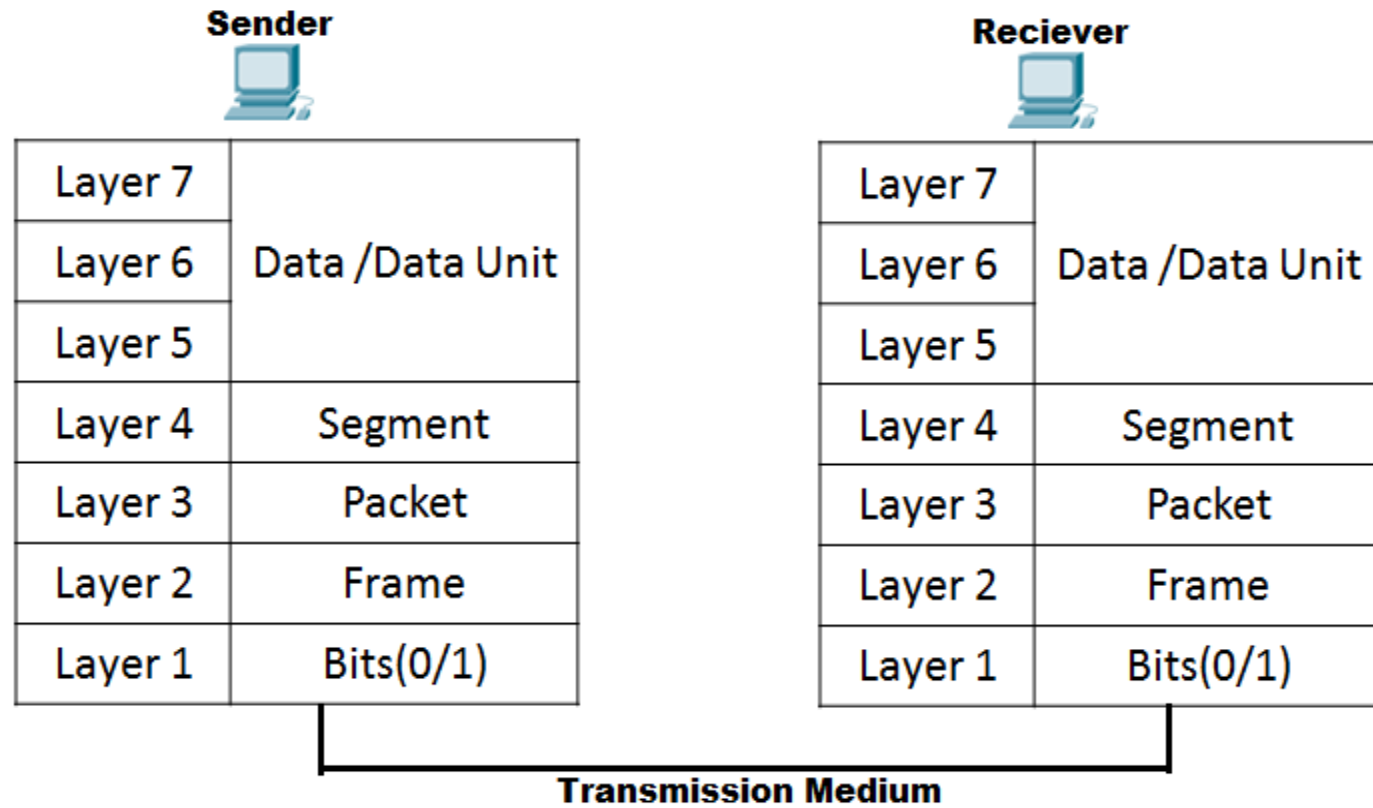 Sender
Layer 7
Layer 6
Data /Data Unit
Layer 5
Layer 4
Segment
Layer 3
Packet
Layer 2
Frame
Layer 1
Bits(0/1)
Reciever
Layer 7
Layer 6
Data /Data Unit
Layer 5
Layer 4
Segment
Layer 3
Packet
Layer 2
Frame
Layer 1
Bits(0/1)
Transmission Medium